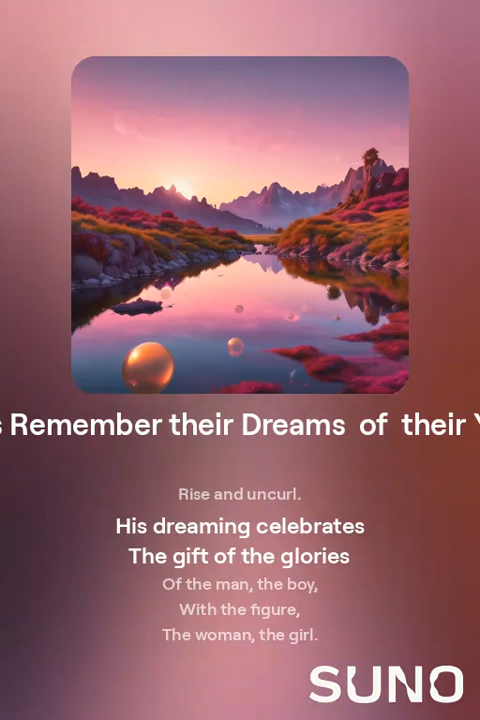 s Remember their Dreams of their Y
Rise and uncurl.
His dreaming celebrates
The gift of the glories
Of the man, the boy,
With the figure,
The woman, the girl.
SUNO